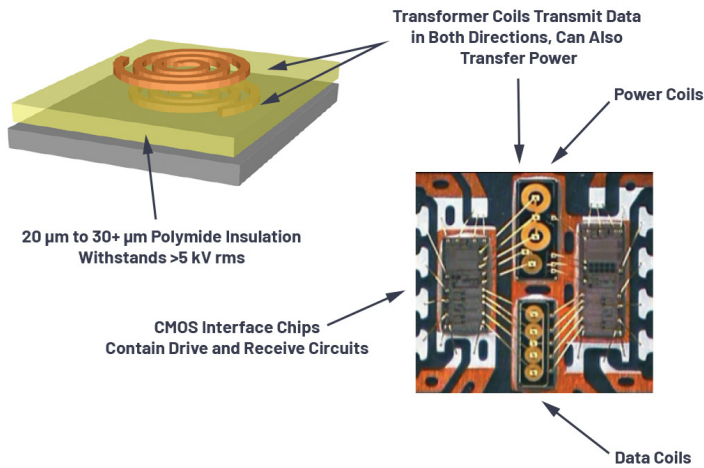 Transformer Coils Transmit Data
in Both Directions, Can Also
Transfer Power
Power Coils
20 µm to 30+ µm Polymide Insulation
Withstands >5 kV rms
CMOS Interface Chips
Contain Drive and Receive Circuits
Data Coils